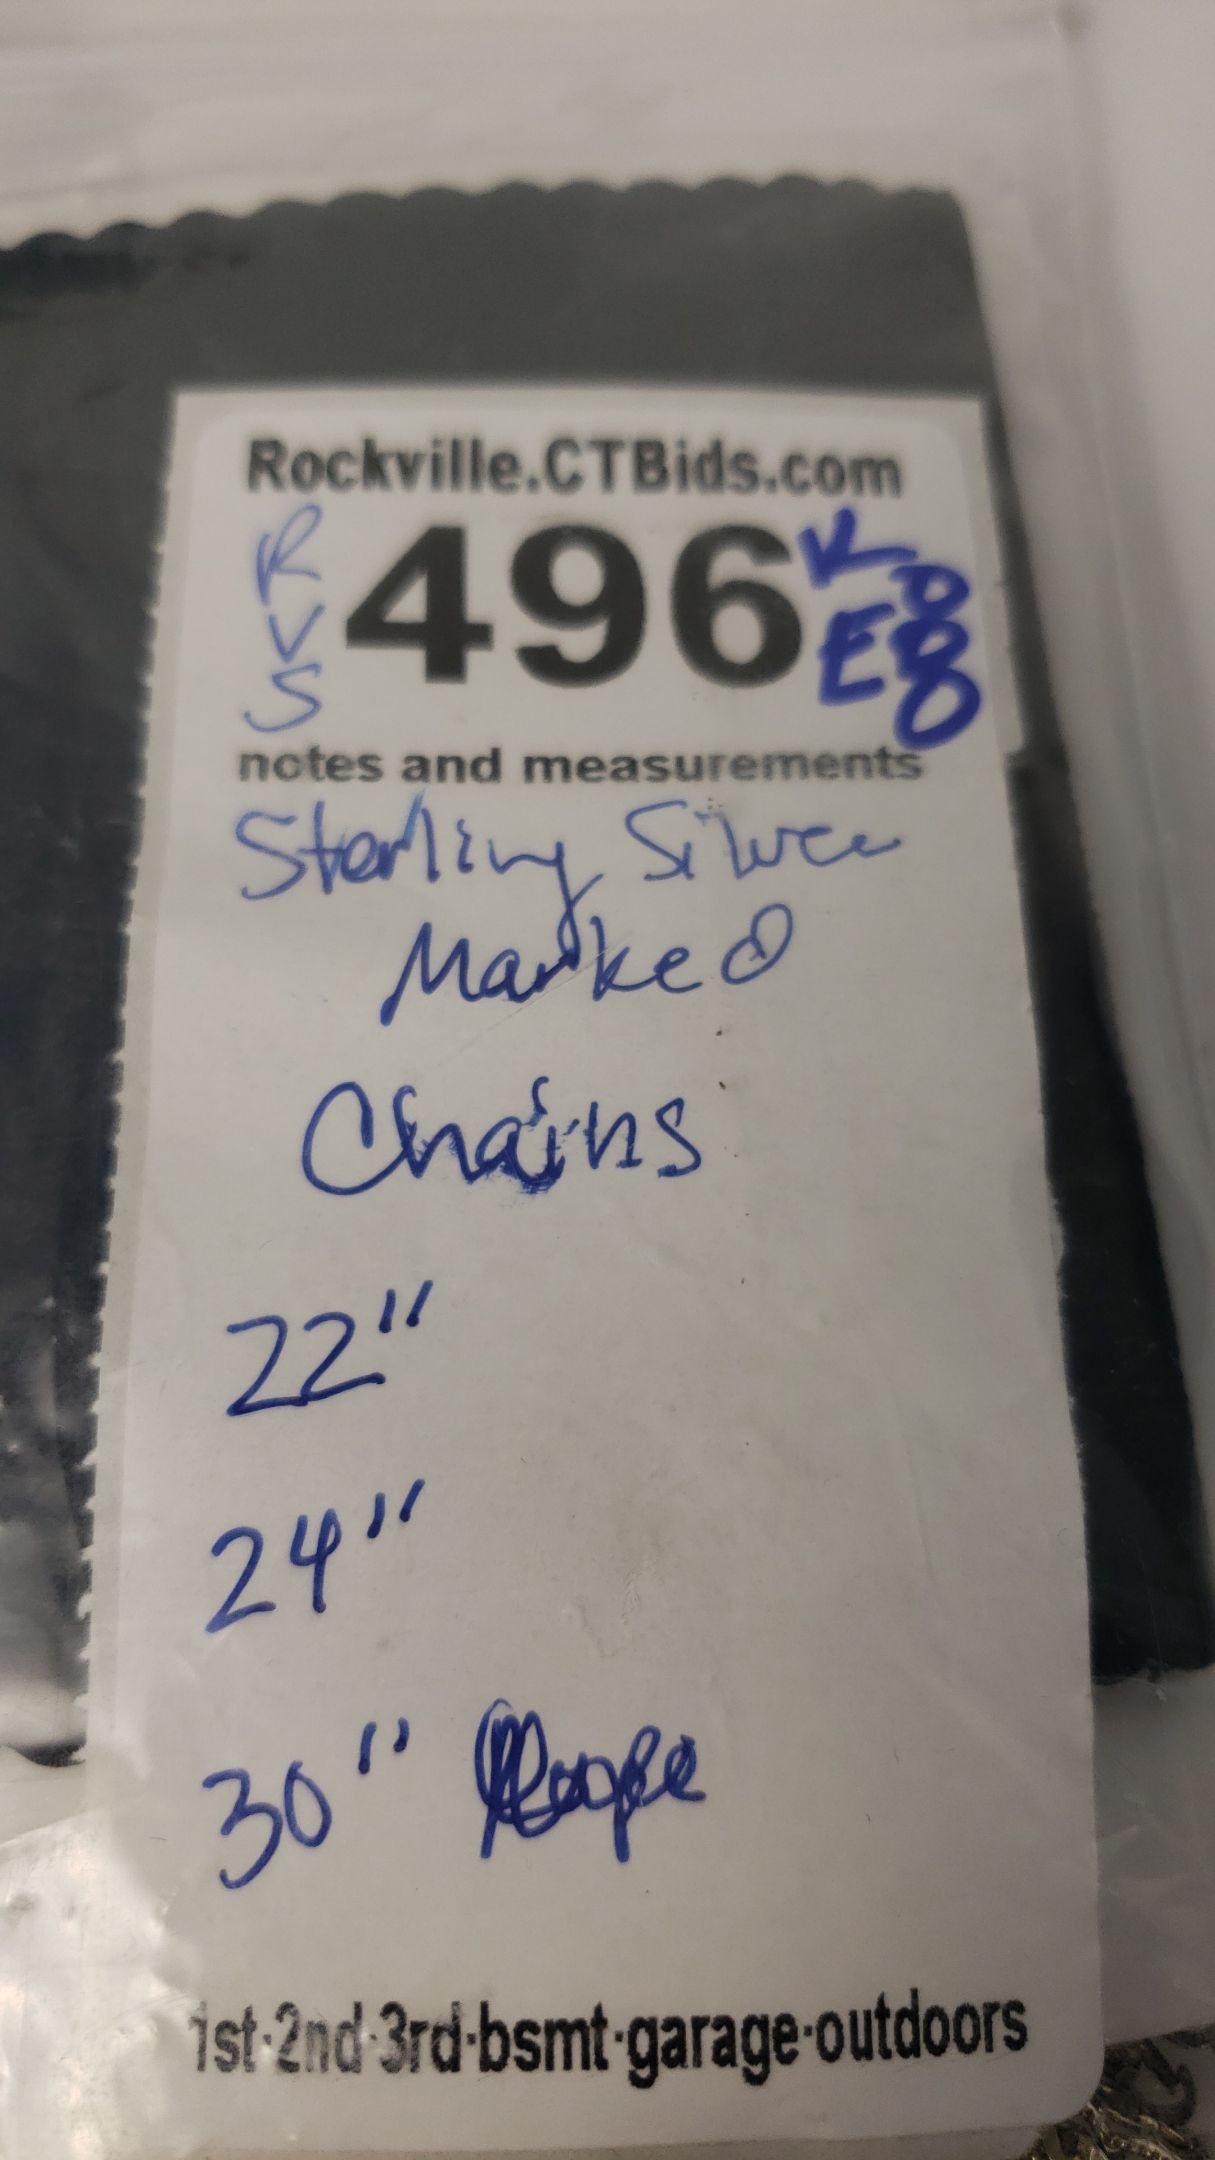 Rockville.CTBids.com
RVS
496
notes and measurements
Sterling Silver
Marked
Chains
22"
24"
30" Rope
1st·2nd·3rd·bsmt·garage·outdoors